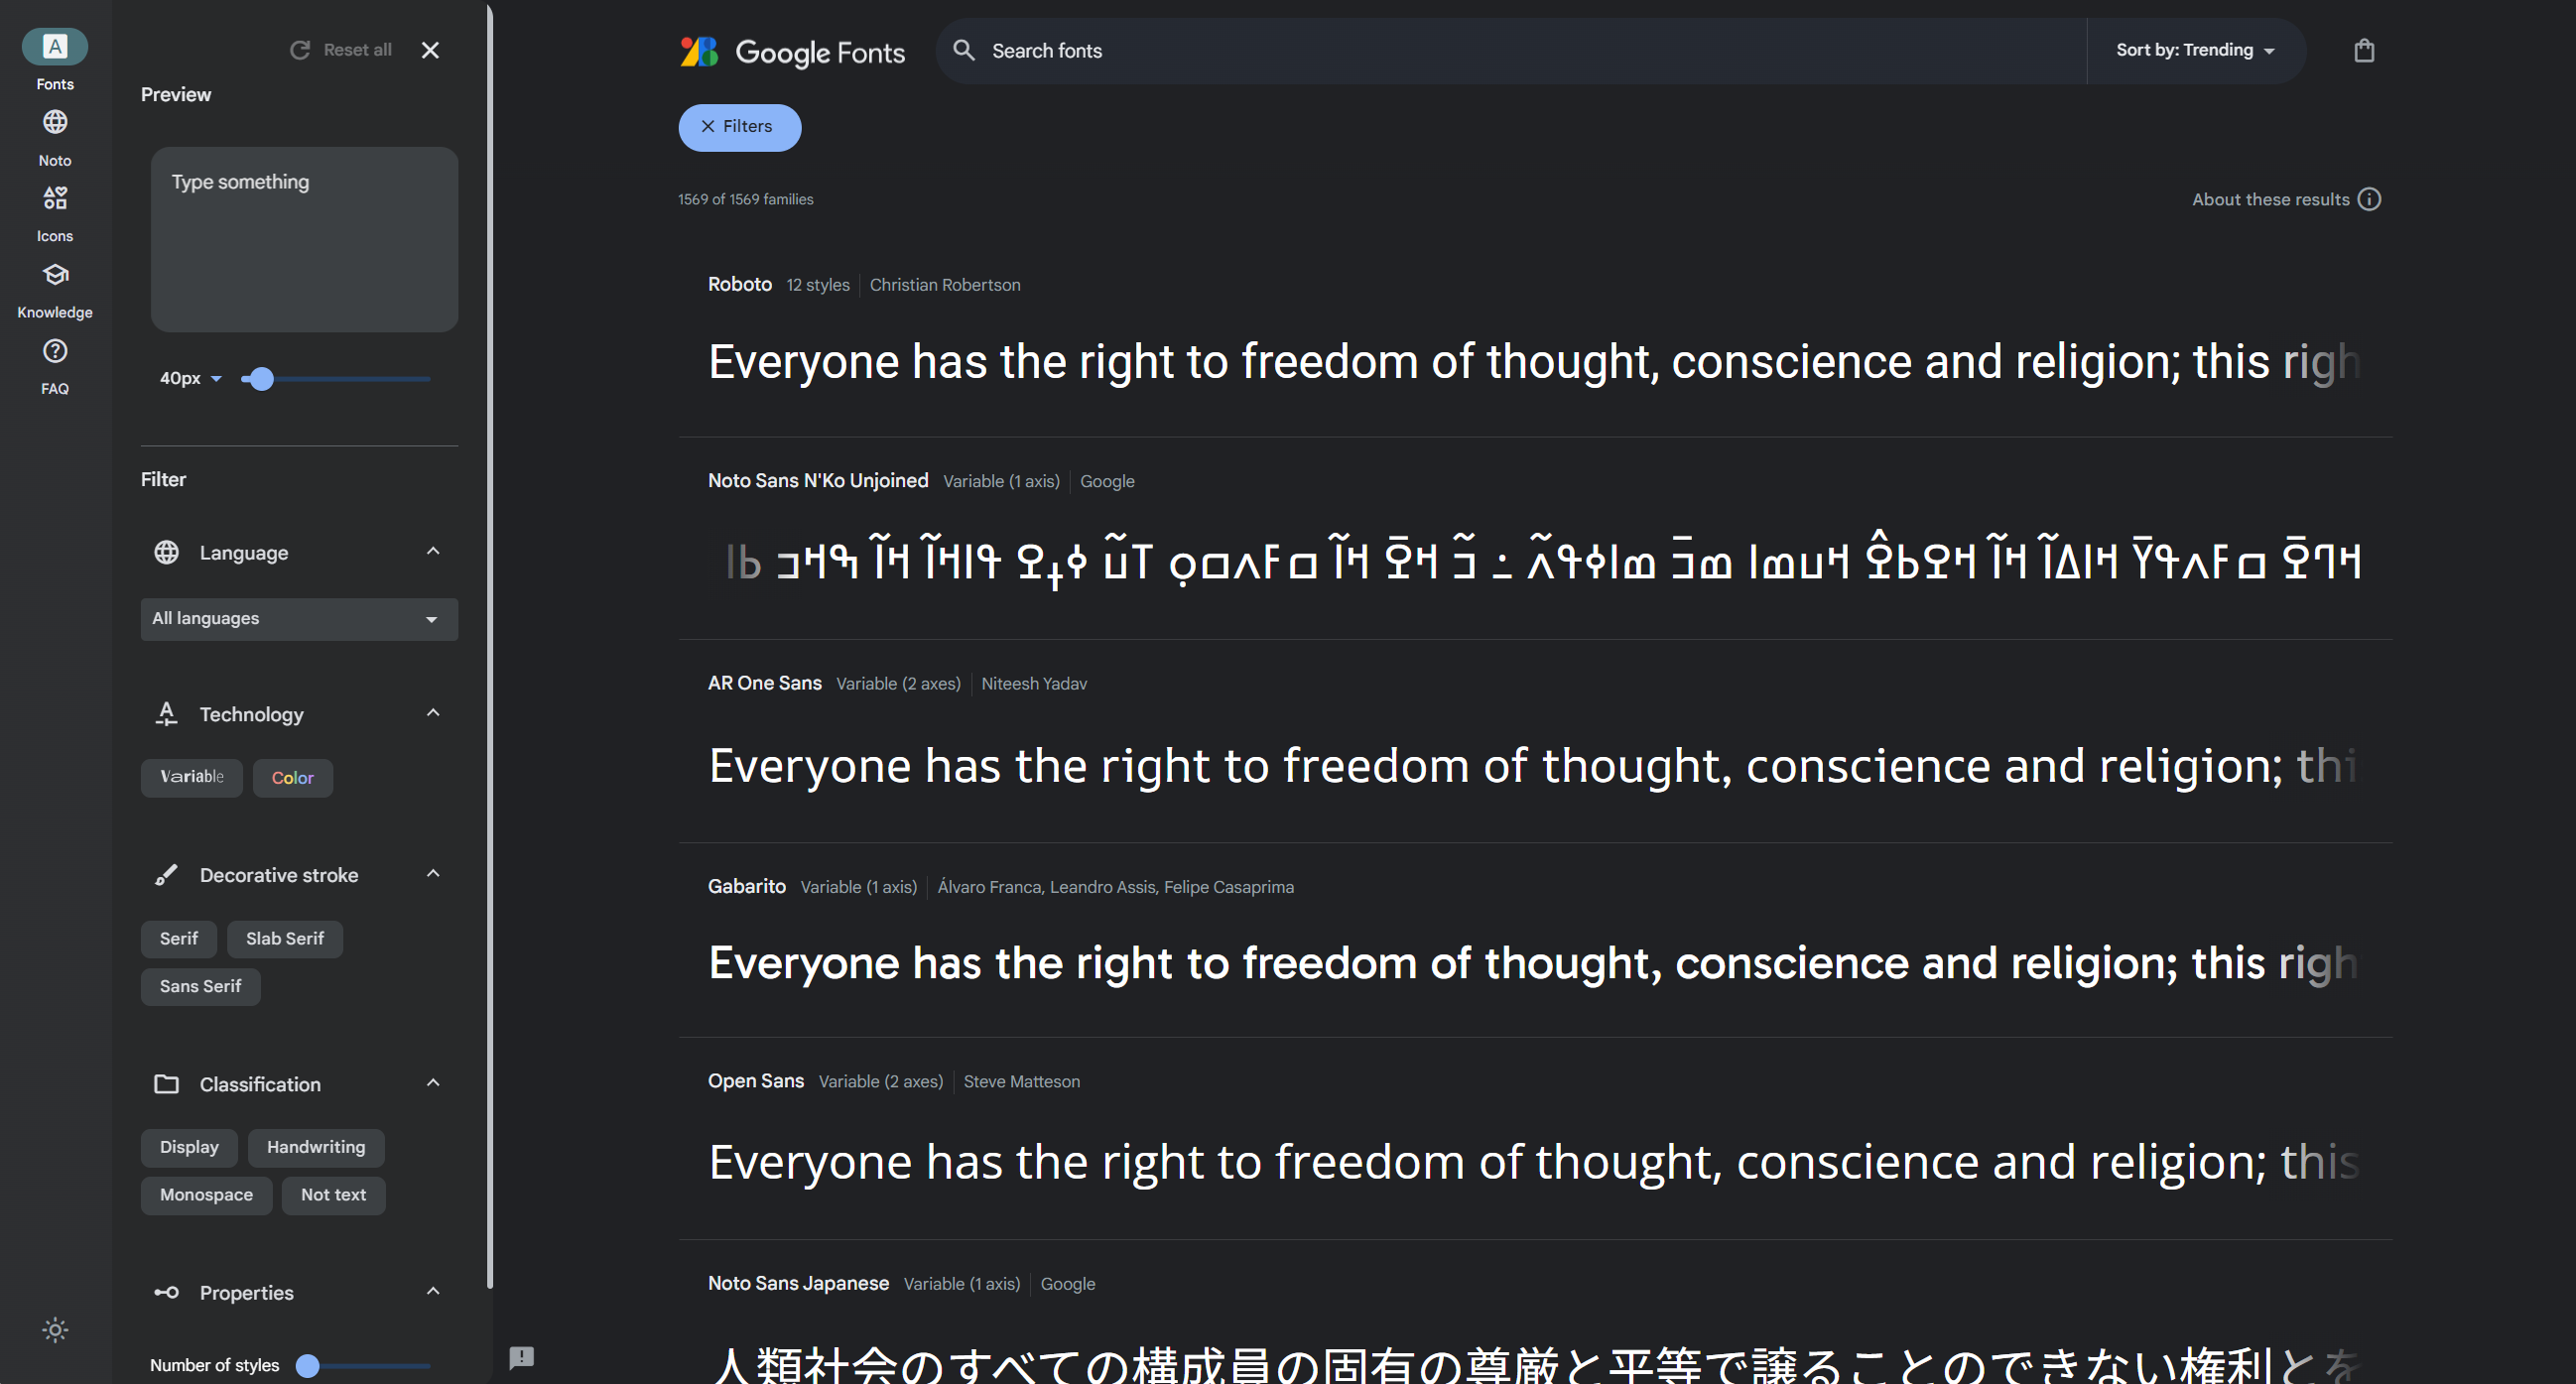 Fonts
Noto
Icons
Knowledge
FAQ
Reset all
Preview
Type something
40px
Filter
Language
All languages
Technology
Variable
Color
Decorative stroke
Serif
Slab Serif
Sans Serif
Classification
Display
Handwriting
Monospace
Not text
Properties
Number of styles
Google Fonts
Search fonts
Sort by: Trending
Filters
1569 of 1569 families
About these results
Roboto 12 styles Christian Robertson
Everyone has the right to freedom of thought, conscience and religion; this righ
Noto Sans N'Ko Unjoined Variable (1 axis) Google
AR One Sans Variable (2 axes) Niteesh Yadav
Everyone has the right to freedom of thought, conscience and religion; thi
Gabarito Variable (1 axis) Álvaro Franca, Leandro Assis, Felipe Casaprima
Everyone has the right to freedom of thought, conscience and religion; this righ
Open Sans Variable (2 axes) Steve Matteson
Everyone has the right to freedom of thought, conscience and religion; this
Noto Sans Japanese Variable (1 axis) Google
人類社会のすべての構成員の固有の尊厳と平等で譲ることのできない権利とを